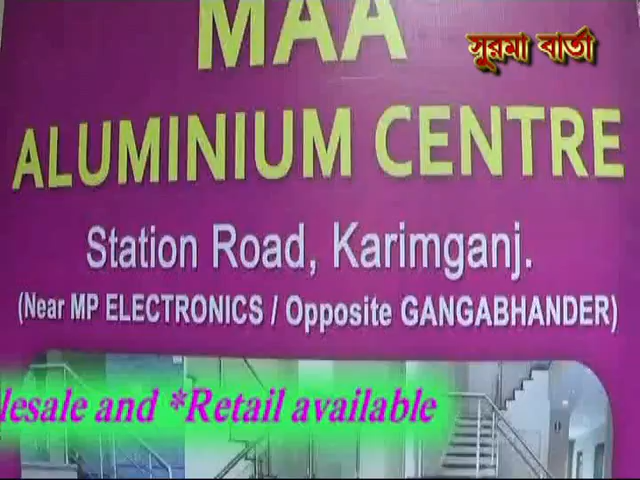 MAA
সুরমা বার্তা
ALUMINIUM CENTRE
Station Road, Karimganj.
(Near MP ELECTRONICS / Opposite GANGABHANDER)
lesale and *Retail available